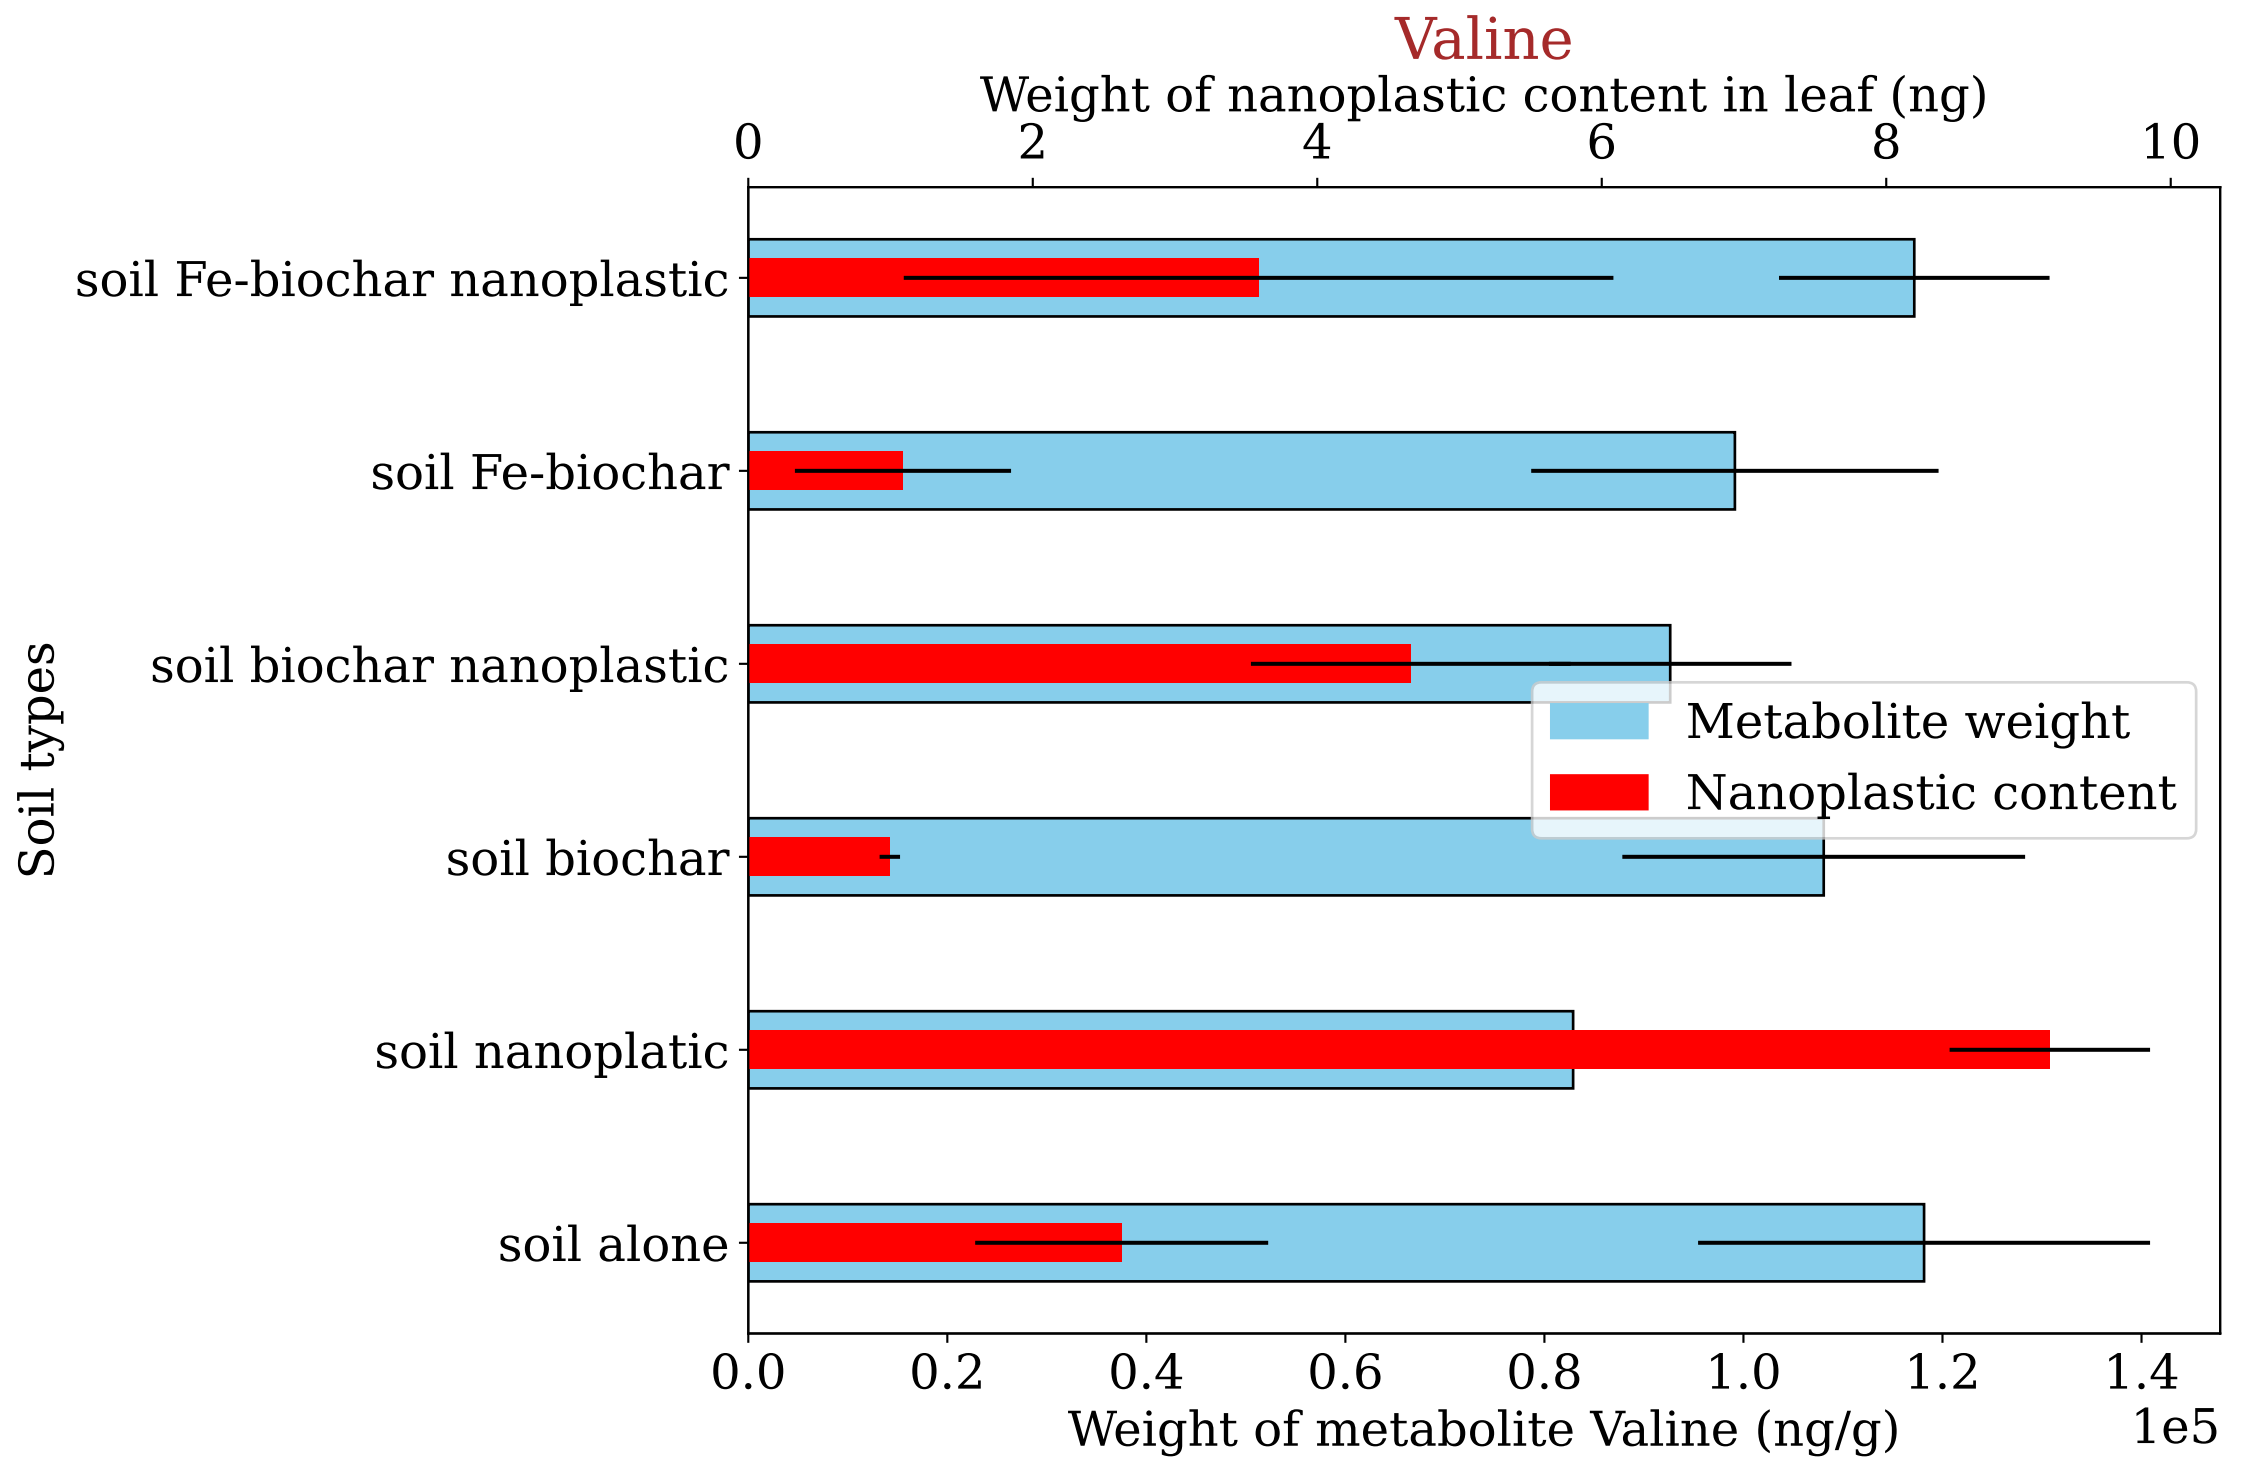 Valine
Weight of nanoplastic content in leaf (ng)
0 2 4 6 8 10
soil Fe-biochar nanoplastic
soil Fe-biochar
soil biochar nanoplastic
soil biochar
soil nanoplatic
soil alone
Soil types
Metabolite weight
Nanoplastic content
0.0 0.2 0.4 0.6 0.8 1.0 1.2 1.4
Weight of metabolite Valine (ng/g)
1e5